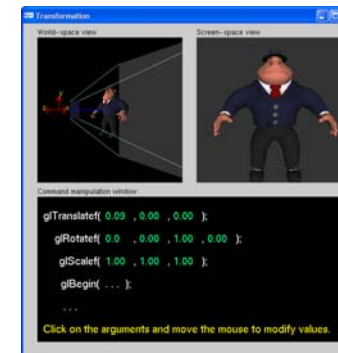 Transformation
World-space view
Screen-space view
Command manipulation window
glTranslatef( 0.09 , 0.00 , 0.00 );
glRotatef( 0.0 , 0.00 , 1.00 , 0.00 );
glScalef( 1.00 , 1.00 , 1.00 );
glBegin( . . . );
. . .
Click on the arguments and move the mouse to modify values.